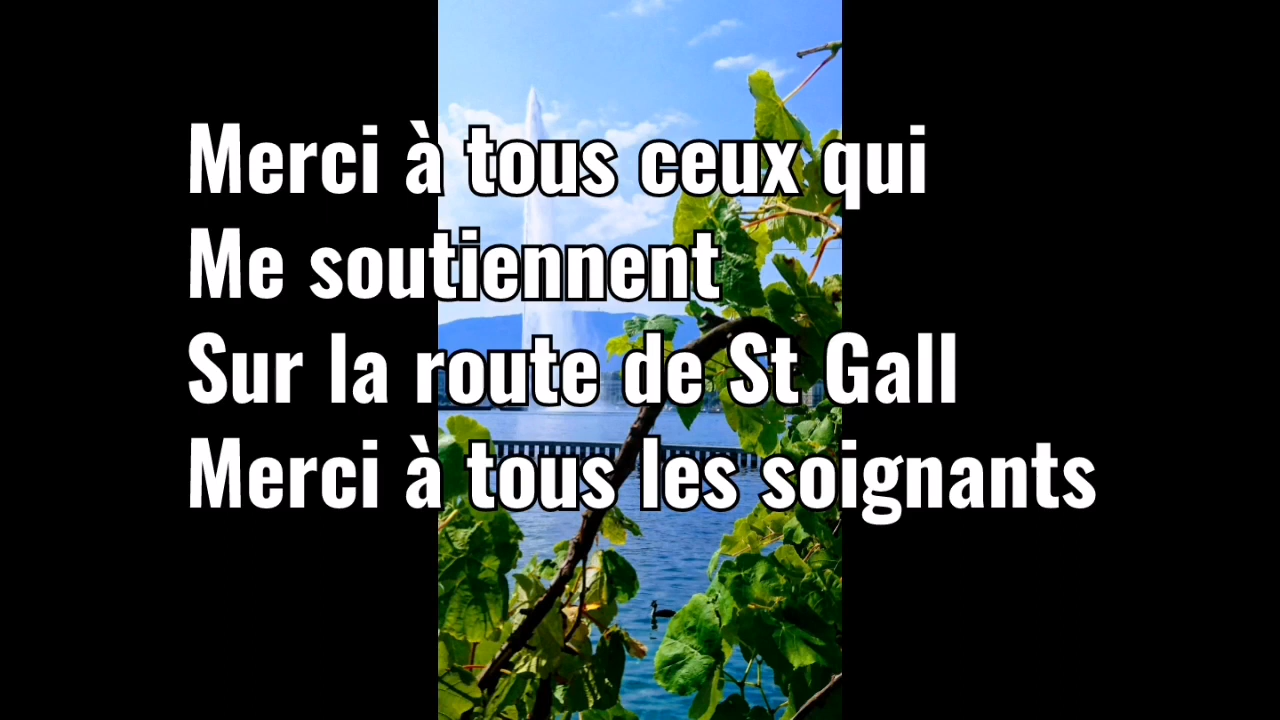 Merci à tous ceux qui
Me soutiennent
Sur la route de St Gall
Merci à tous les soignants